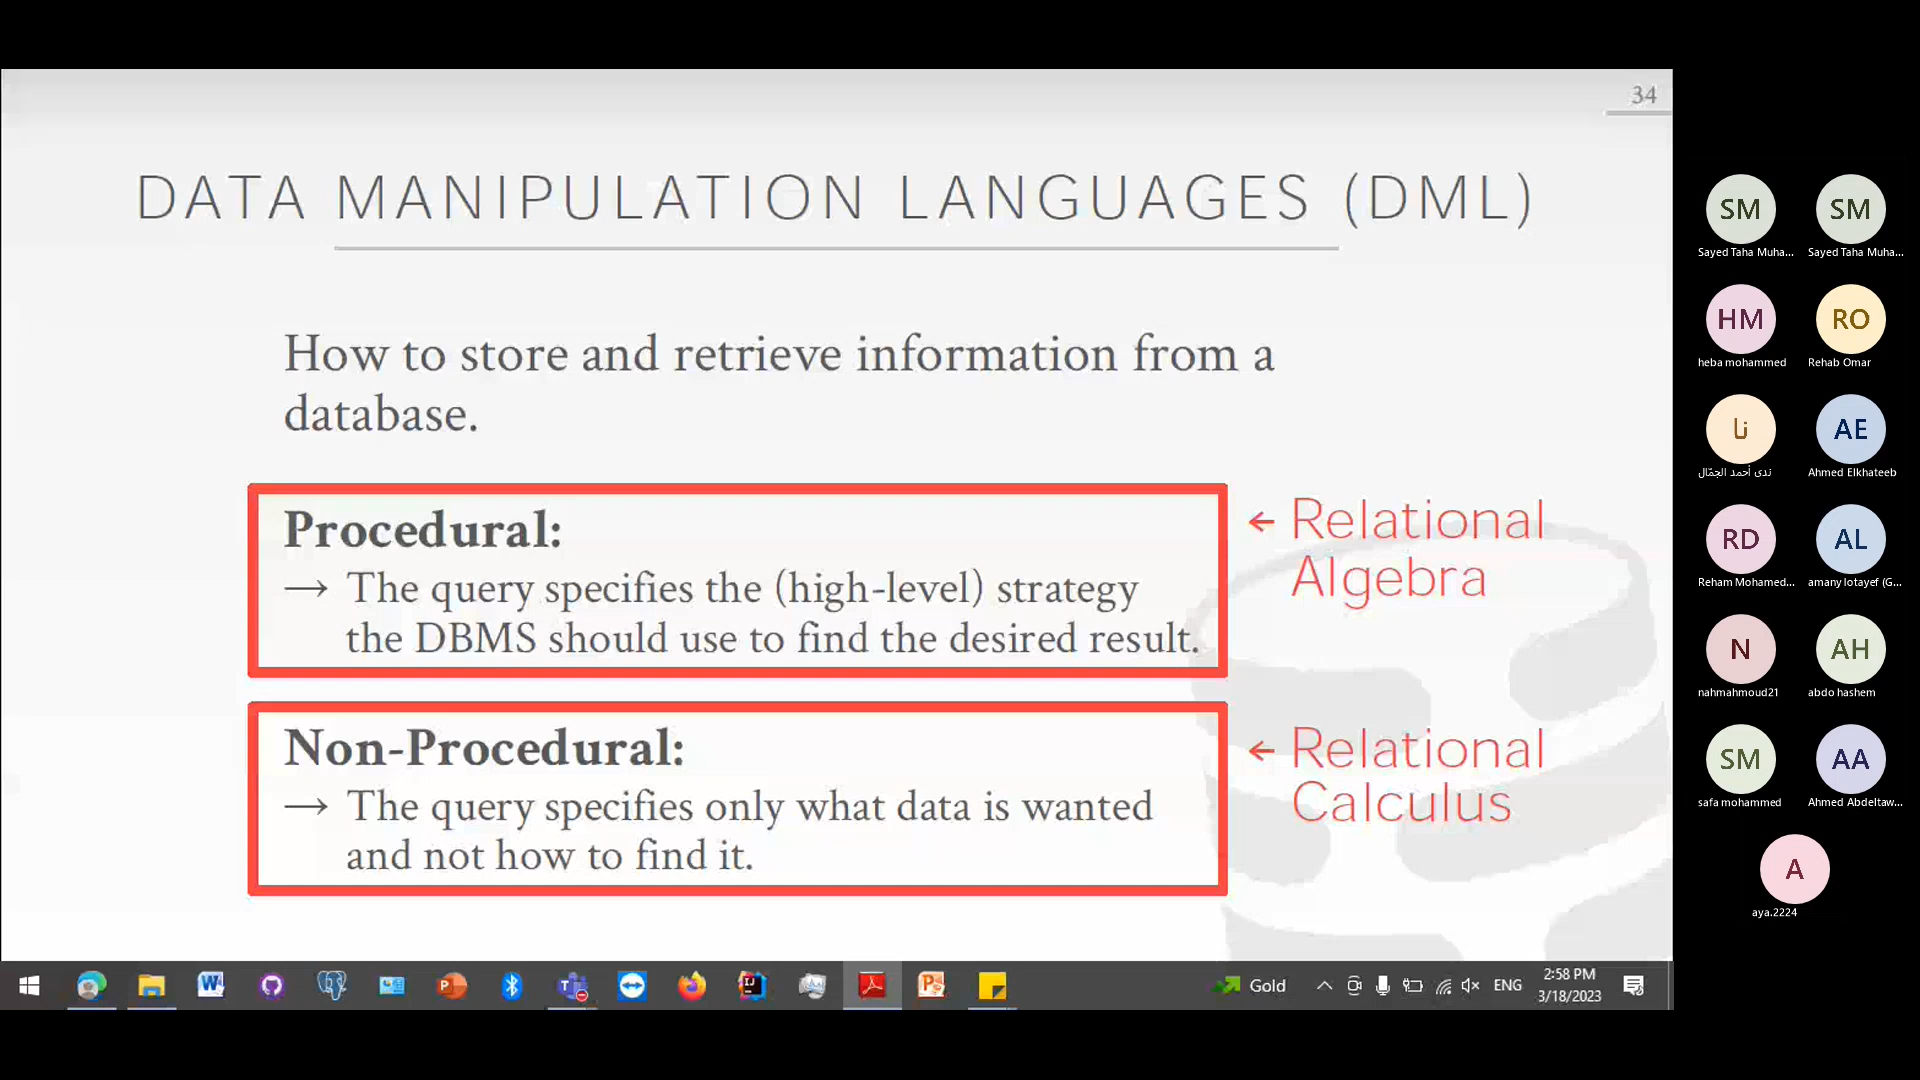 34
DATA MANIPULATION LANGUAGES (DML)
How to store and retrieve information from a
database.
Procedural:
→ The query specifies the (high-level) strategy
the DBMS should use to find the desired result.
← Relational
Algebra
Non-Procedural:
→ The query specifies only what data is wanted
and not how to find it.
← Relational
Calculus
SM
SM
Sayed Taha Muha...
Sayed Taha Muha...
HM
RO
heba mohammed
Rehab Omar
نا
AE
ندى أحمد الجمّال
Ahmed Elkhateeb
RD
AL
Reham Mohamed...
amany lotayef (G...
N
AH
nahmahmoud21
abdo hashem
SM
AA
safa mohammed
Ahmed Abdeltaw...
A
aya.2224
Gold
ENG
2:58 PM
3/18/2023